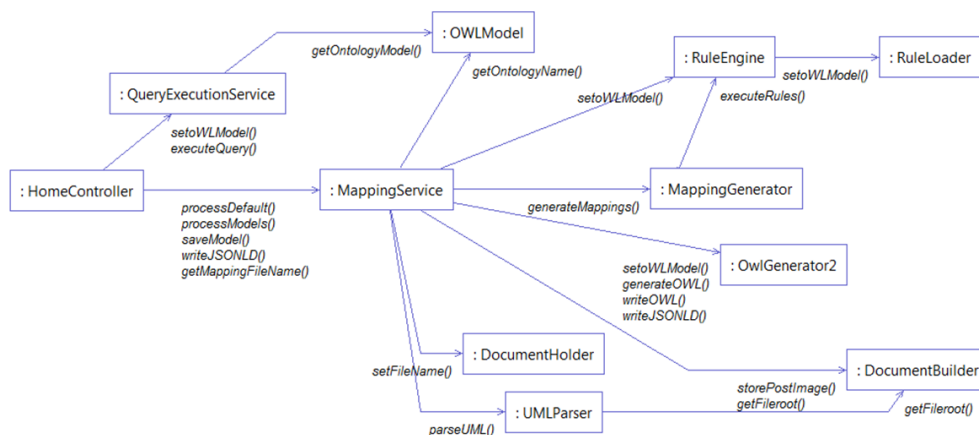 : OWLModel
getOntologyModel()
: RuleEngine
: RuleLoader
getOntologyName()
setoWLModel()
: QueryExecutionService
setoWLModel()
executeRules()
setoWLModel()
executeQuery()
: HomeController
: MappingService
: MappingGenerator
processDefault()
processModels()
saveModel()
writeJSONLD()
getMappingFileName()
generateMappings()
: OwlGenerator2
setoWLModel()
generateOWL()
writeOWL()
writeJSONLD()
: DocumentHolder
setFileName()
: DocumentBuilder
storePostImage()
getFileroot()
: UMLParser
getFileroot()
parseUML()